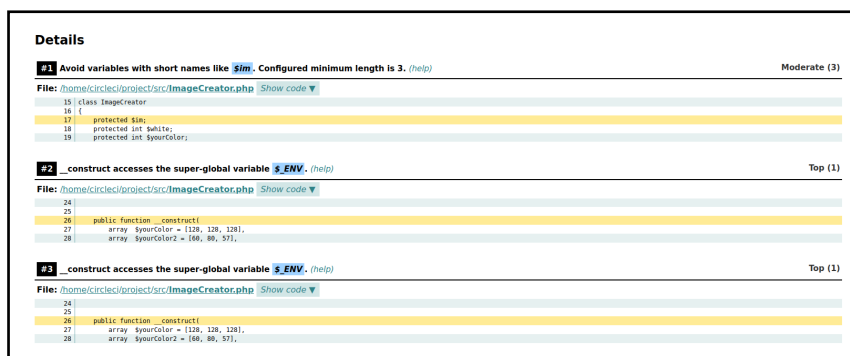 Details
#1 Avoid variables with short names like $im. Configured minimum length is 3. (help) Moderate (3)
File: /home/circleci/project/src/ImageCreator.php Show code ▼
15 class ImageCreator
16 {
17 protected $im;
18 protected int $white;
19 protected int $yourColor;
#2 __construct accesses the super-global variable $_ENV. (help) Top (1)
File: /home/circleci/project/src/ImageCreator.php Show code ▼
24
25
26 public function __construct(
27 array $yourColor = [128, 128, 128],
28 array $yourColor2 = [60, 80, 57],
#3 __construct accesses the super-global variable $_ENV. (help) Top (1)
File: /home/circleci/project/src/ImageCreator.php Show code ▼
24
25
26 public function __construct(
27 array $yourColor = [128, 128, 128],
28 array $yourColor2 = [60, 80, 57],